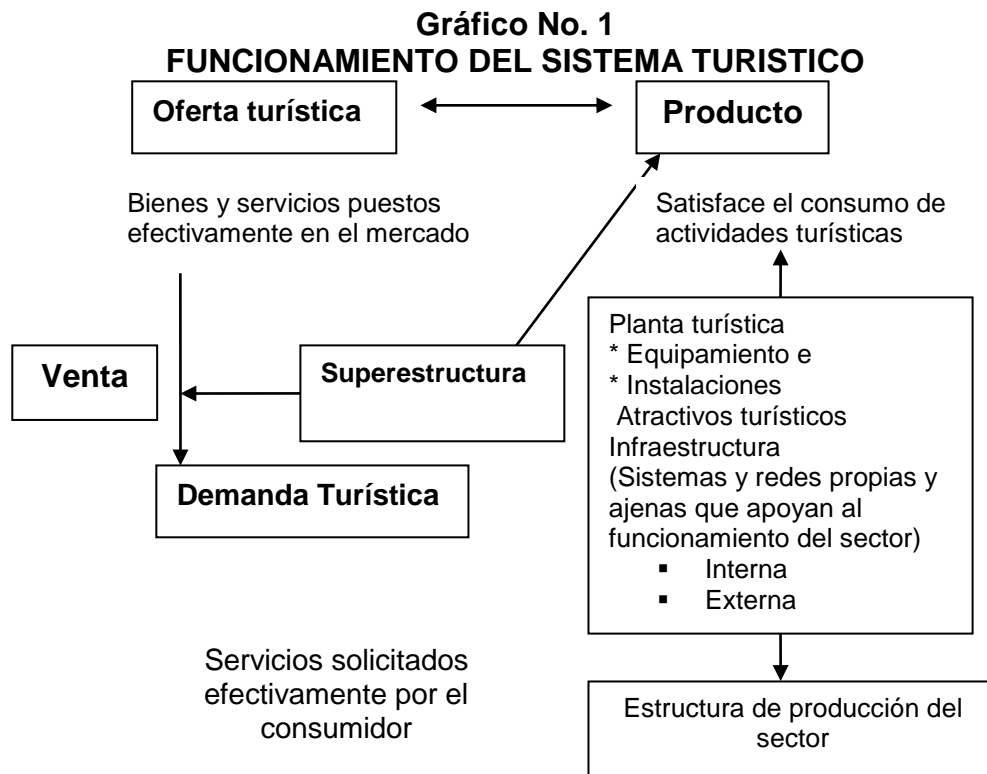 Gráfico No. 1
FUNCIONAMIENTO DEL SISTEMA TURISTICO
Oferta turística
Producto
Bienes y servicios puestos
efectivamente en el mercado
Satisface el consumo de
actividades turísticas
Venta
Superestructura
Planta turística
* Equipamiento e
* Instalaciones
Atractivos turísticos
Infraestructura
(Sistemas y redes propias y
ajenas que apoyan al
funcionamiento del sector)
▪ Interna
▪ Externa
Demanda Turística
Servicios solicitados
efectivamente por el
consumidor
Estructura de producción del
sector